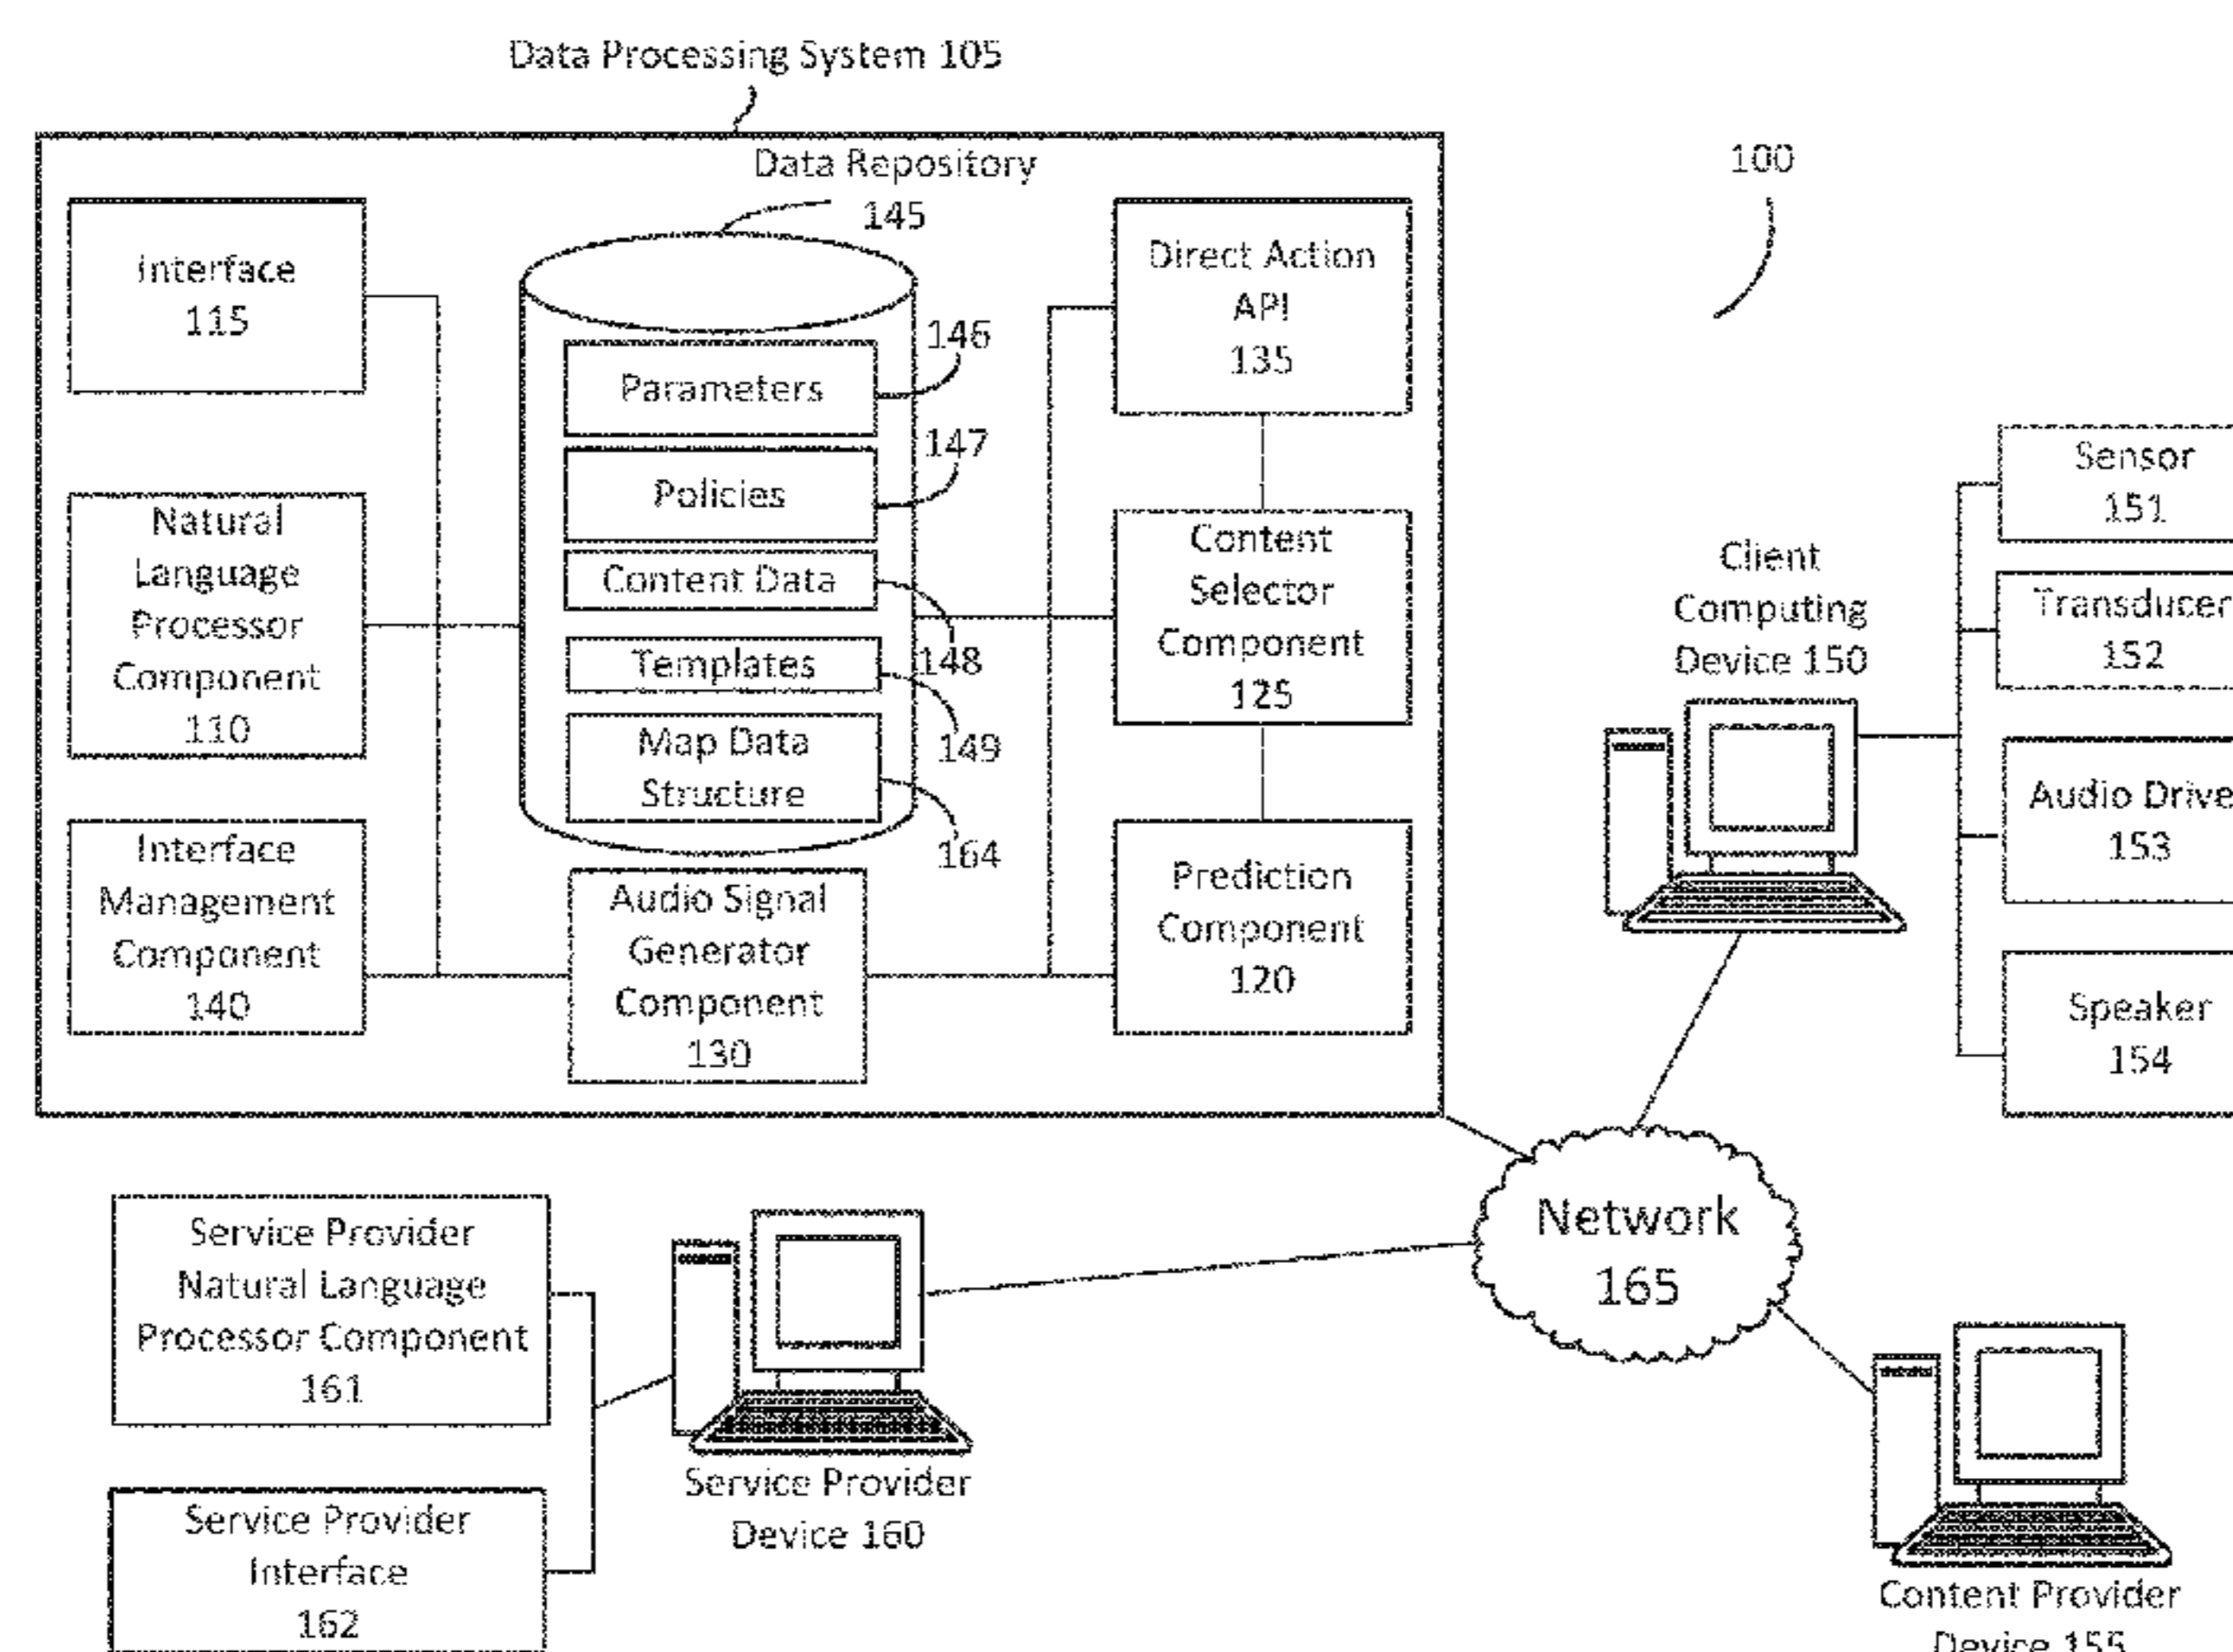 Data Processing System 105
Data Repository
145
100
Interface
115
Natural
Language
Processor
Component
110
Interface
Management
Component
140
Parameters
146
Policies
147
Content Data
148
Templates
149
Map Data
Structure
164
Audio Signal
Generator
Component
130
Direct Action
API
135
Content
Selector
Component
125
Prediction
Component
120
Client
Computing
Device 150
Sensor
151
Transducer
152
Audio Drive
153
Speaker
154
Network
165
Service Provider
Natural Language
Processor Component
161
Service Provider
Interface
162
Service Provider
Device 160
Content Provider
Device 155